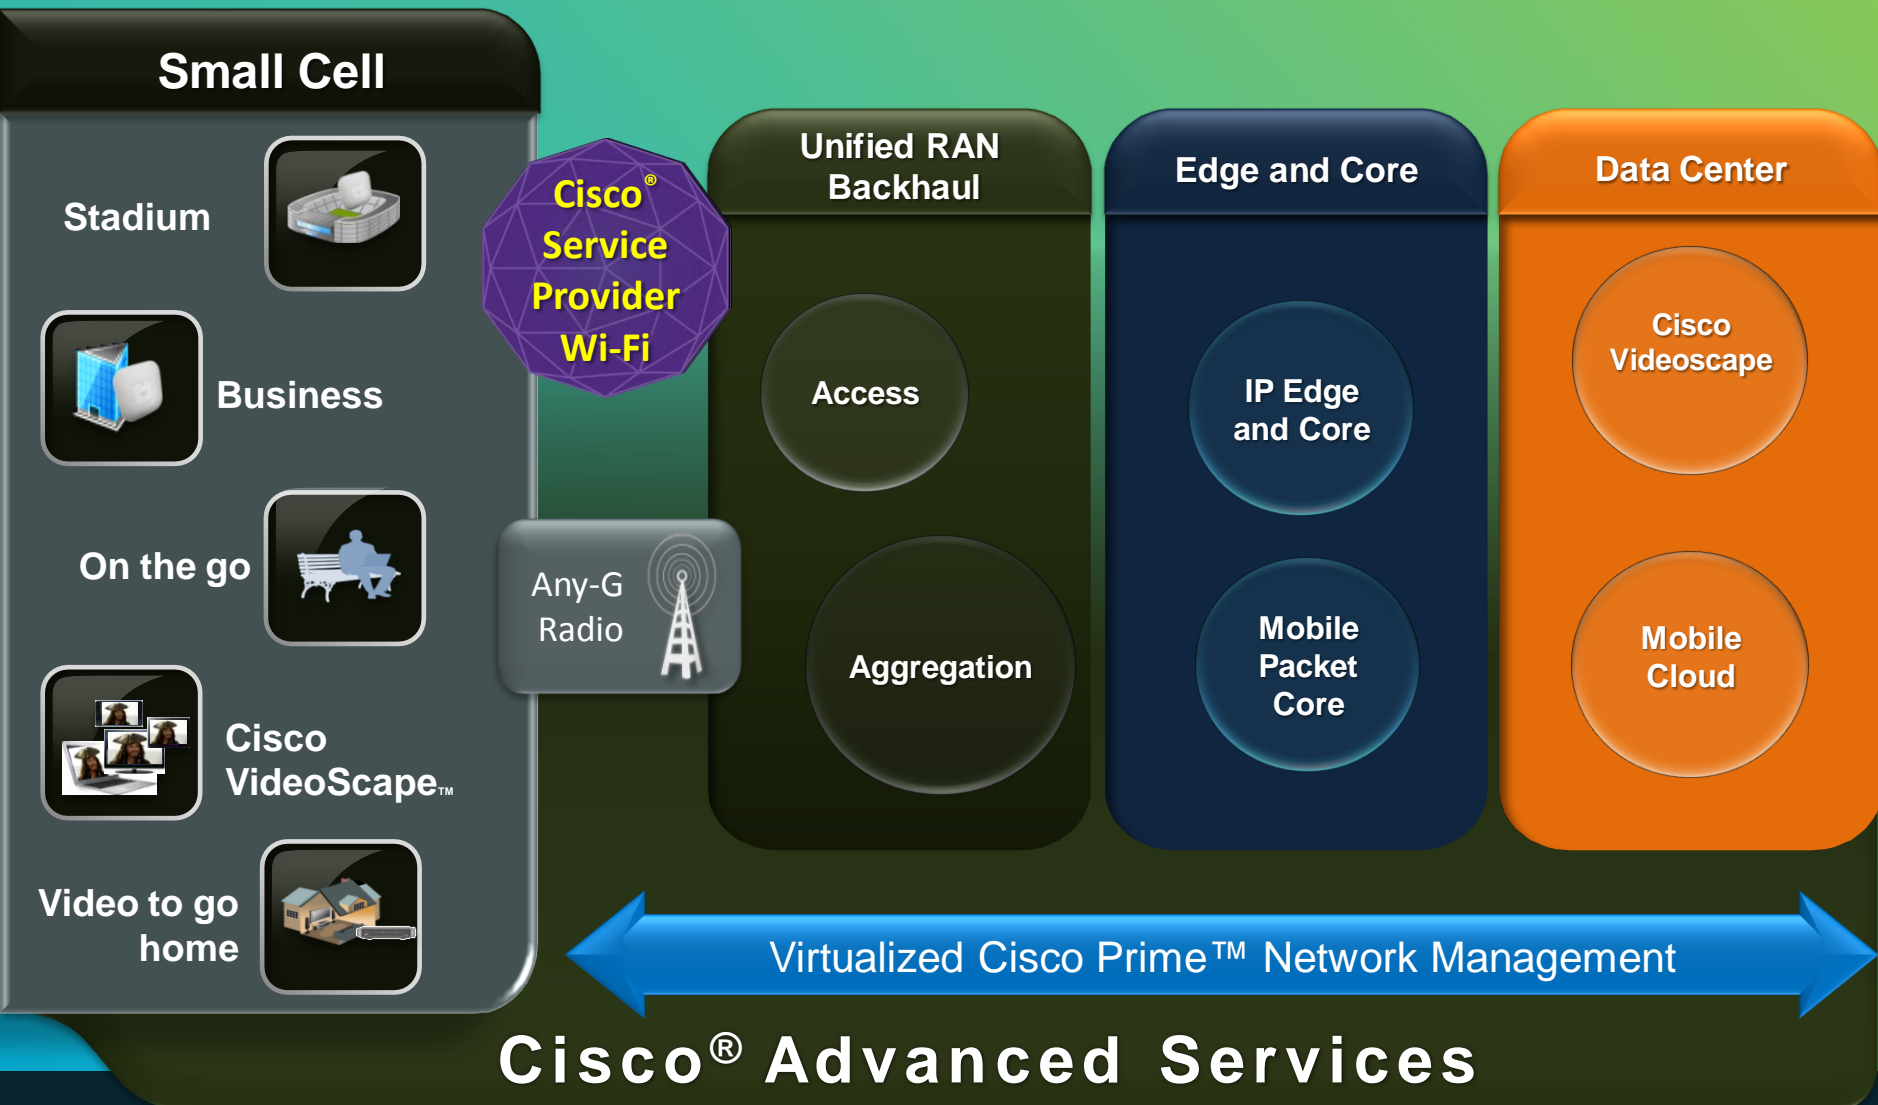 Small Cell
Stadium
Business
On the go
Cisco
VideoScape™
Video to go
home
Cisco®
Service
Provider
Wi-Fi
Any-G
Radio
Unified RAN
Backhaul
Access
Aggregation
Edge and Core
IP Edge
and Core
Mobile
Packet
Core
Data Center
Cisco
Videoscape
Mobile
Cloud
Virtualized Cisco Prime™ Network Management
Cisco® Advanced Services